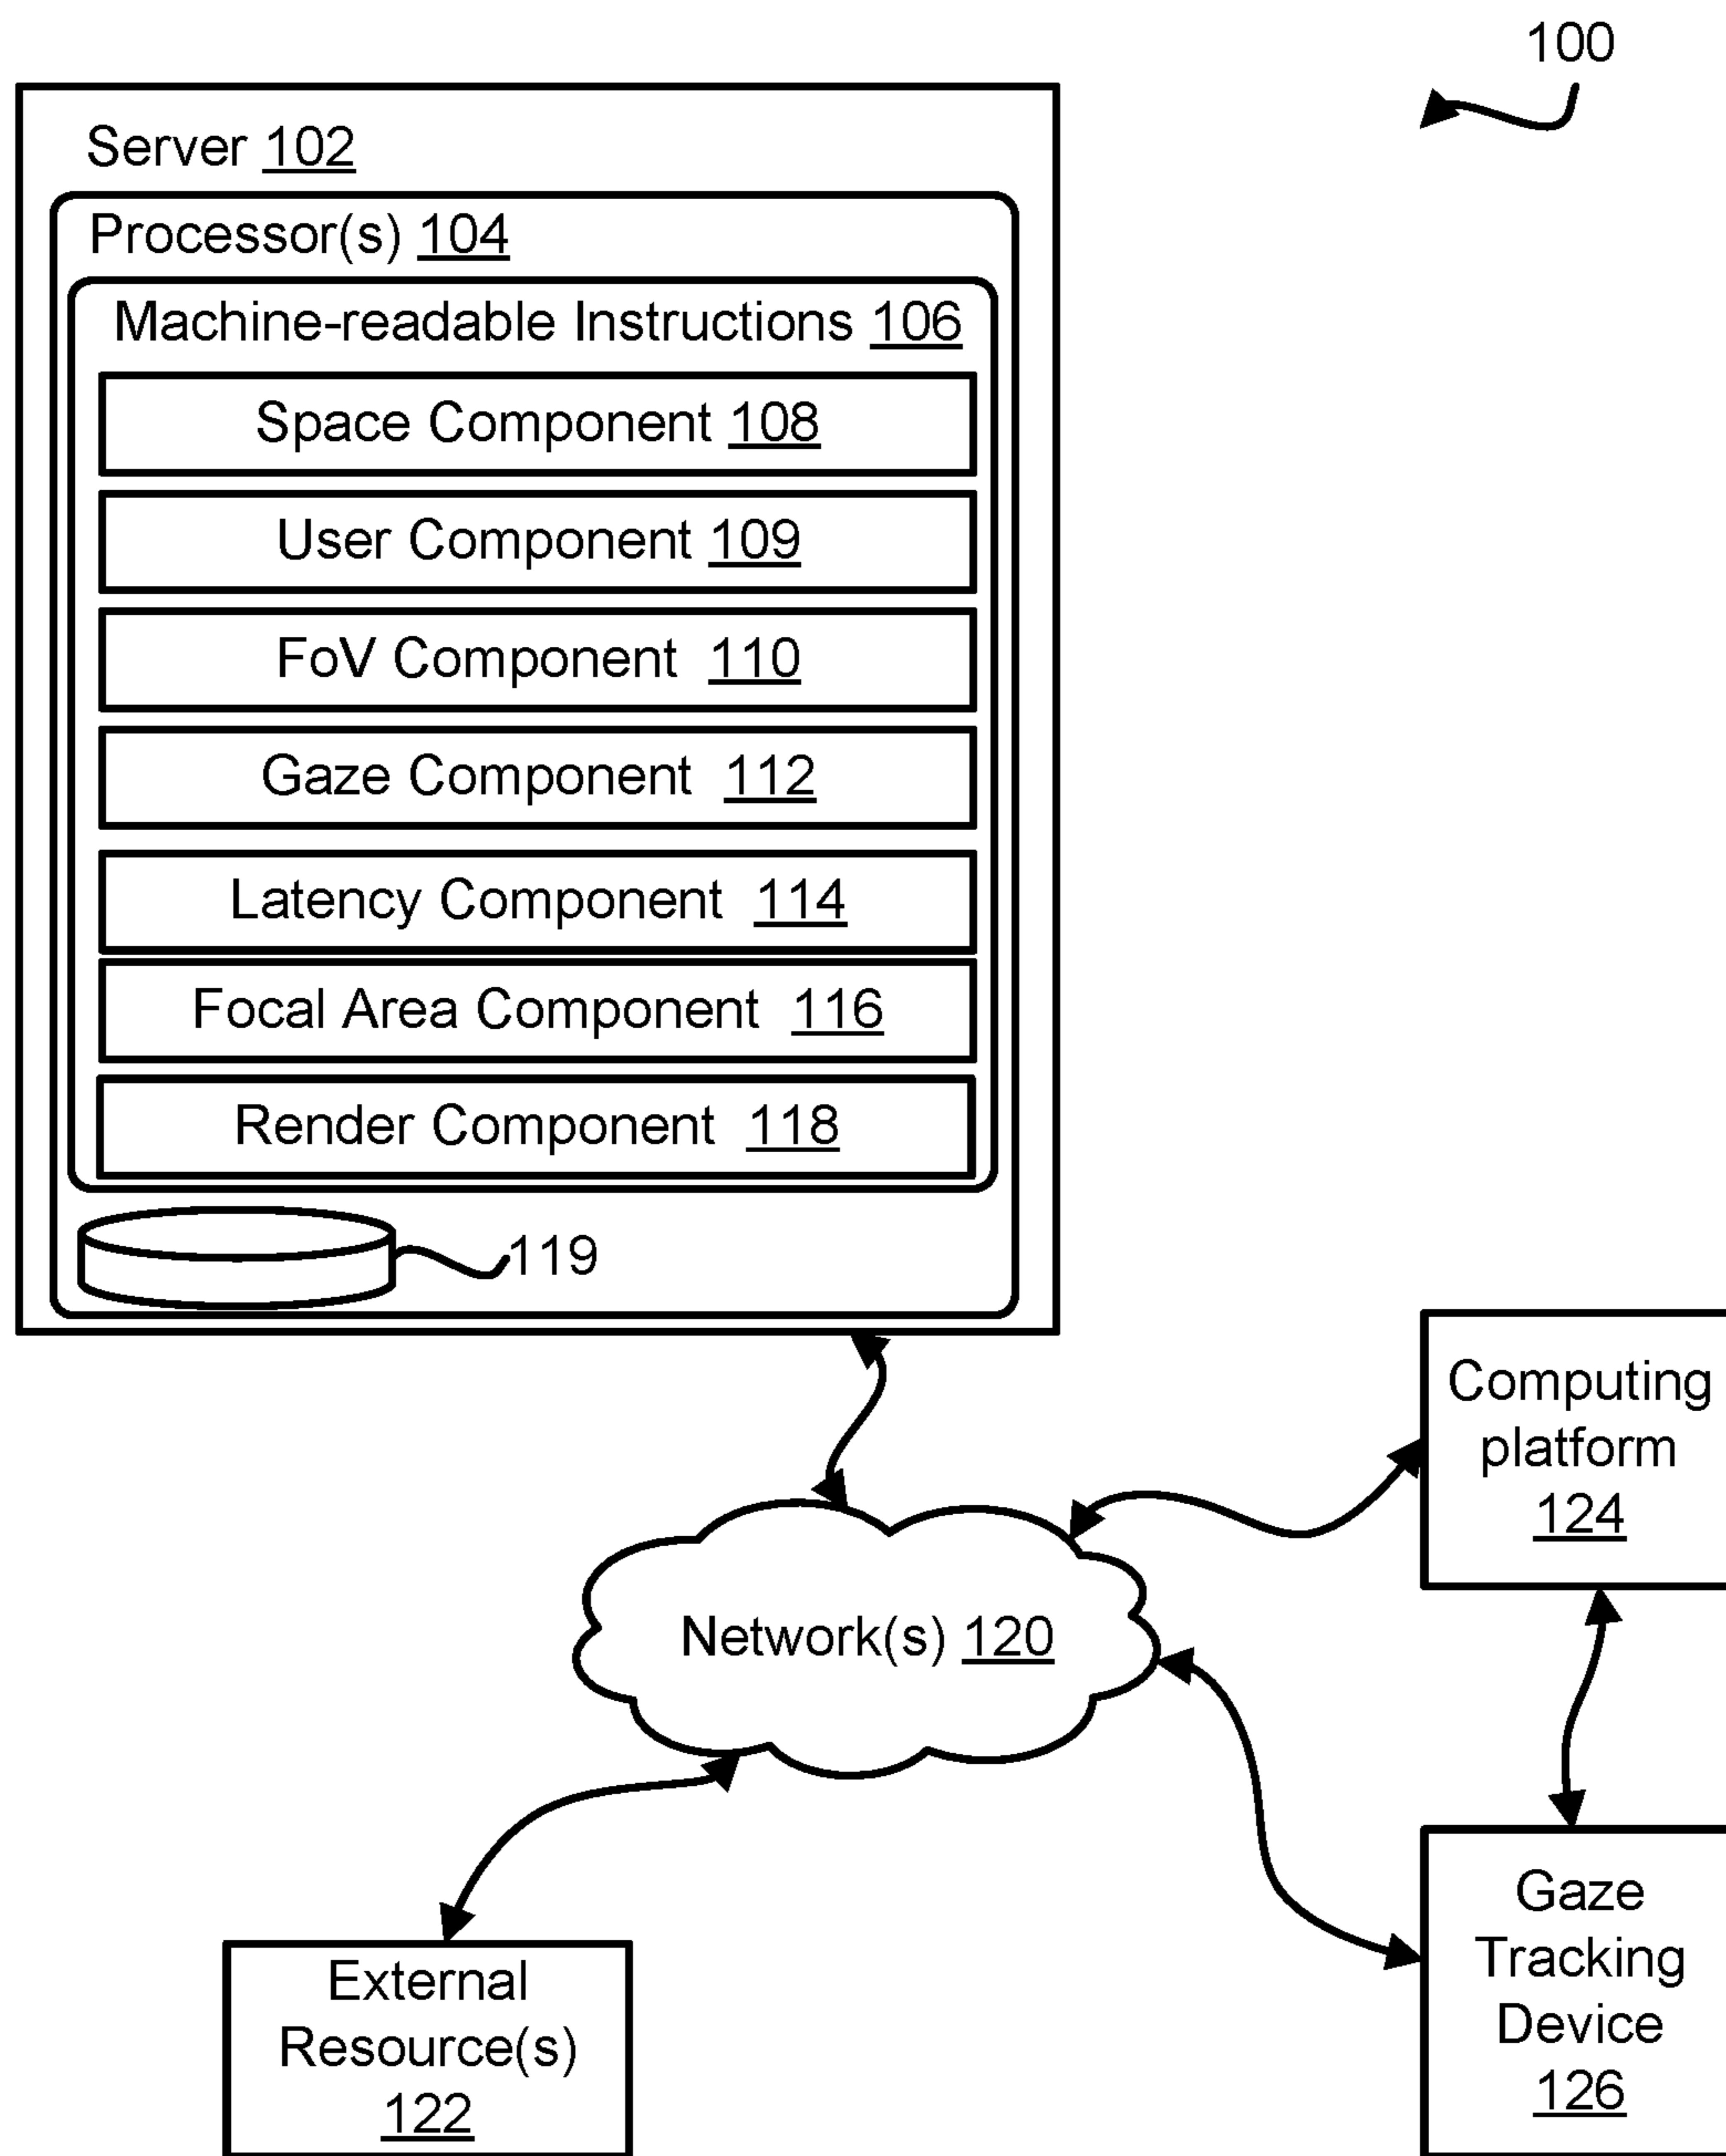 100
Server 102
Processor(s) 104
Machine-readable Instructions 106
Space Component 108
User Component 109
FoV Component 110
Gaze Component 112
Latency Component 114
Focal Area Component 116
Render Component 118
119
Computing
platform
124
Network(s) 120
Gaze
Tracking
Device
126
External
Resource(s)
122